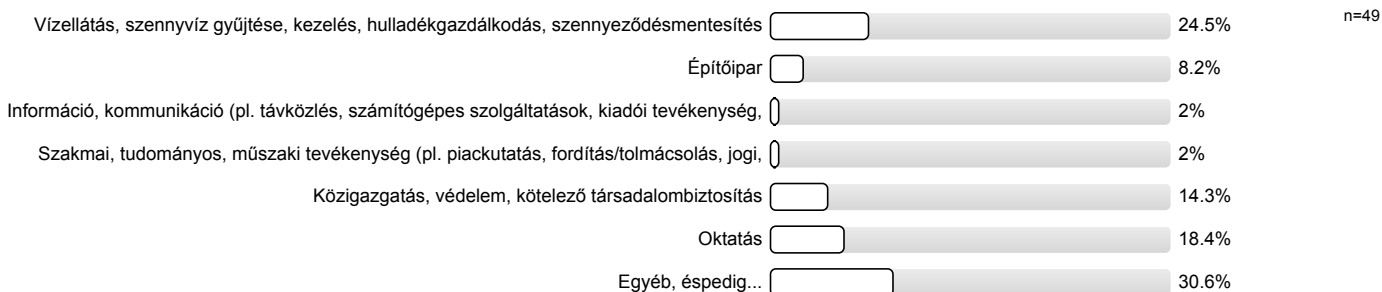 Vízellátás, szennyvíz gyűjtése, kezelés, hulladékgazdálkodás, szennyeződésmentesítés 24.5% n=49
Építőipar 8.2%
Információ, kommunikáció (pl. távközlés, számítógépes szolgáltatások, kiadói tevékenység, 2%
Szakmai, tudományos, műszaki tevékenység (pl. piackutatás, fordítás/tolmácsolás, jogi, 2%
Közigazgatás, védelem, kötelező társadalombiztosítás 14.3%
Oktatás 18.4%
Egyéb, éspedig... 30.6%